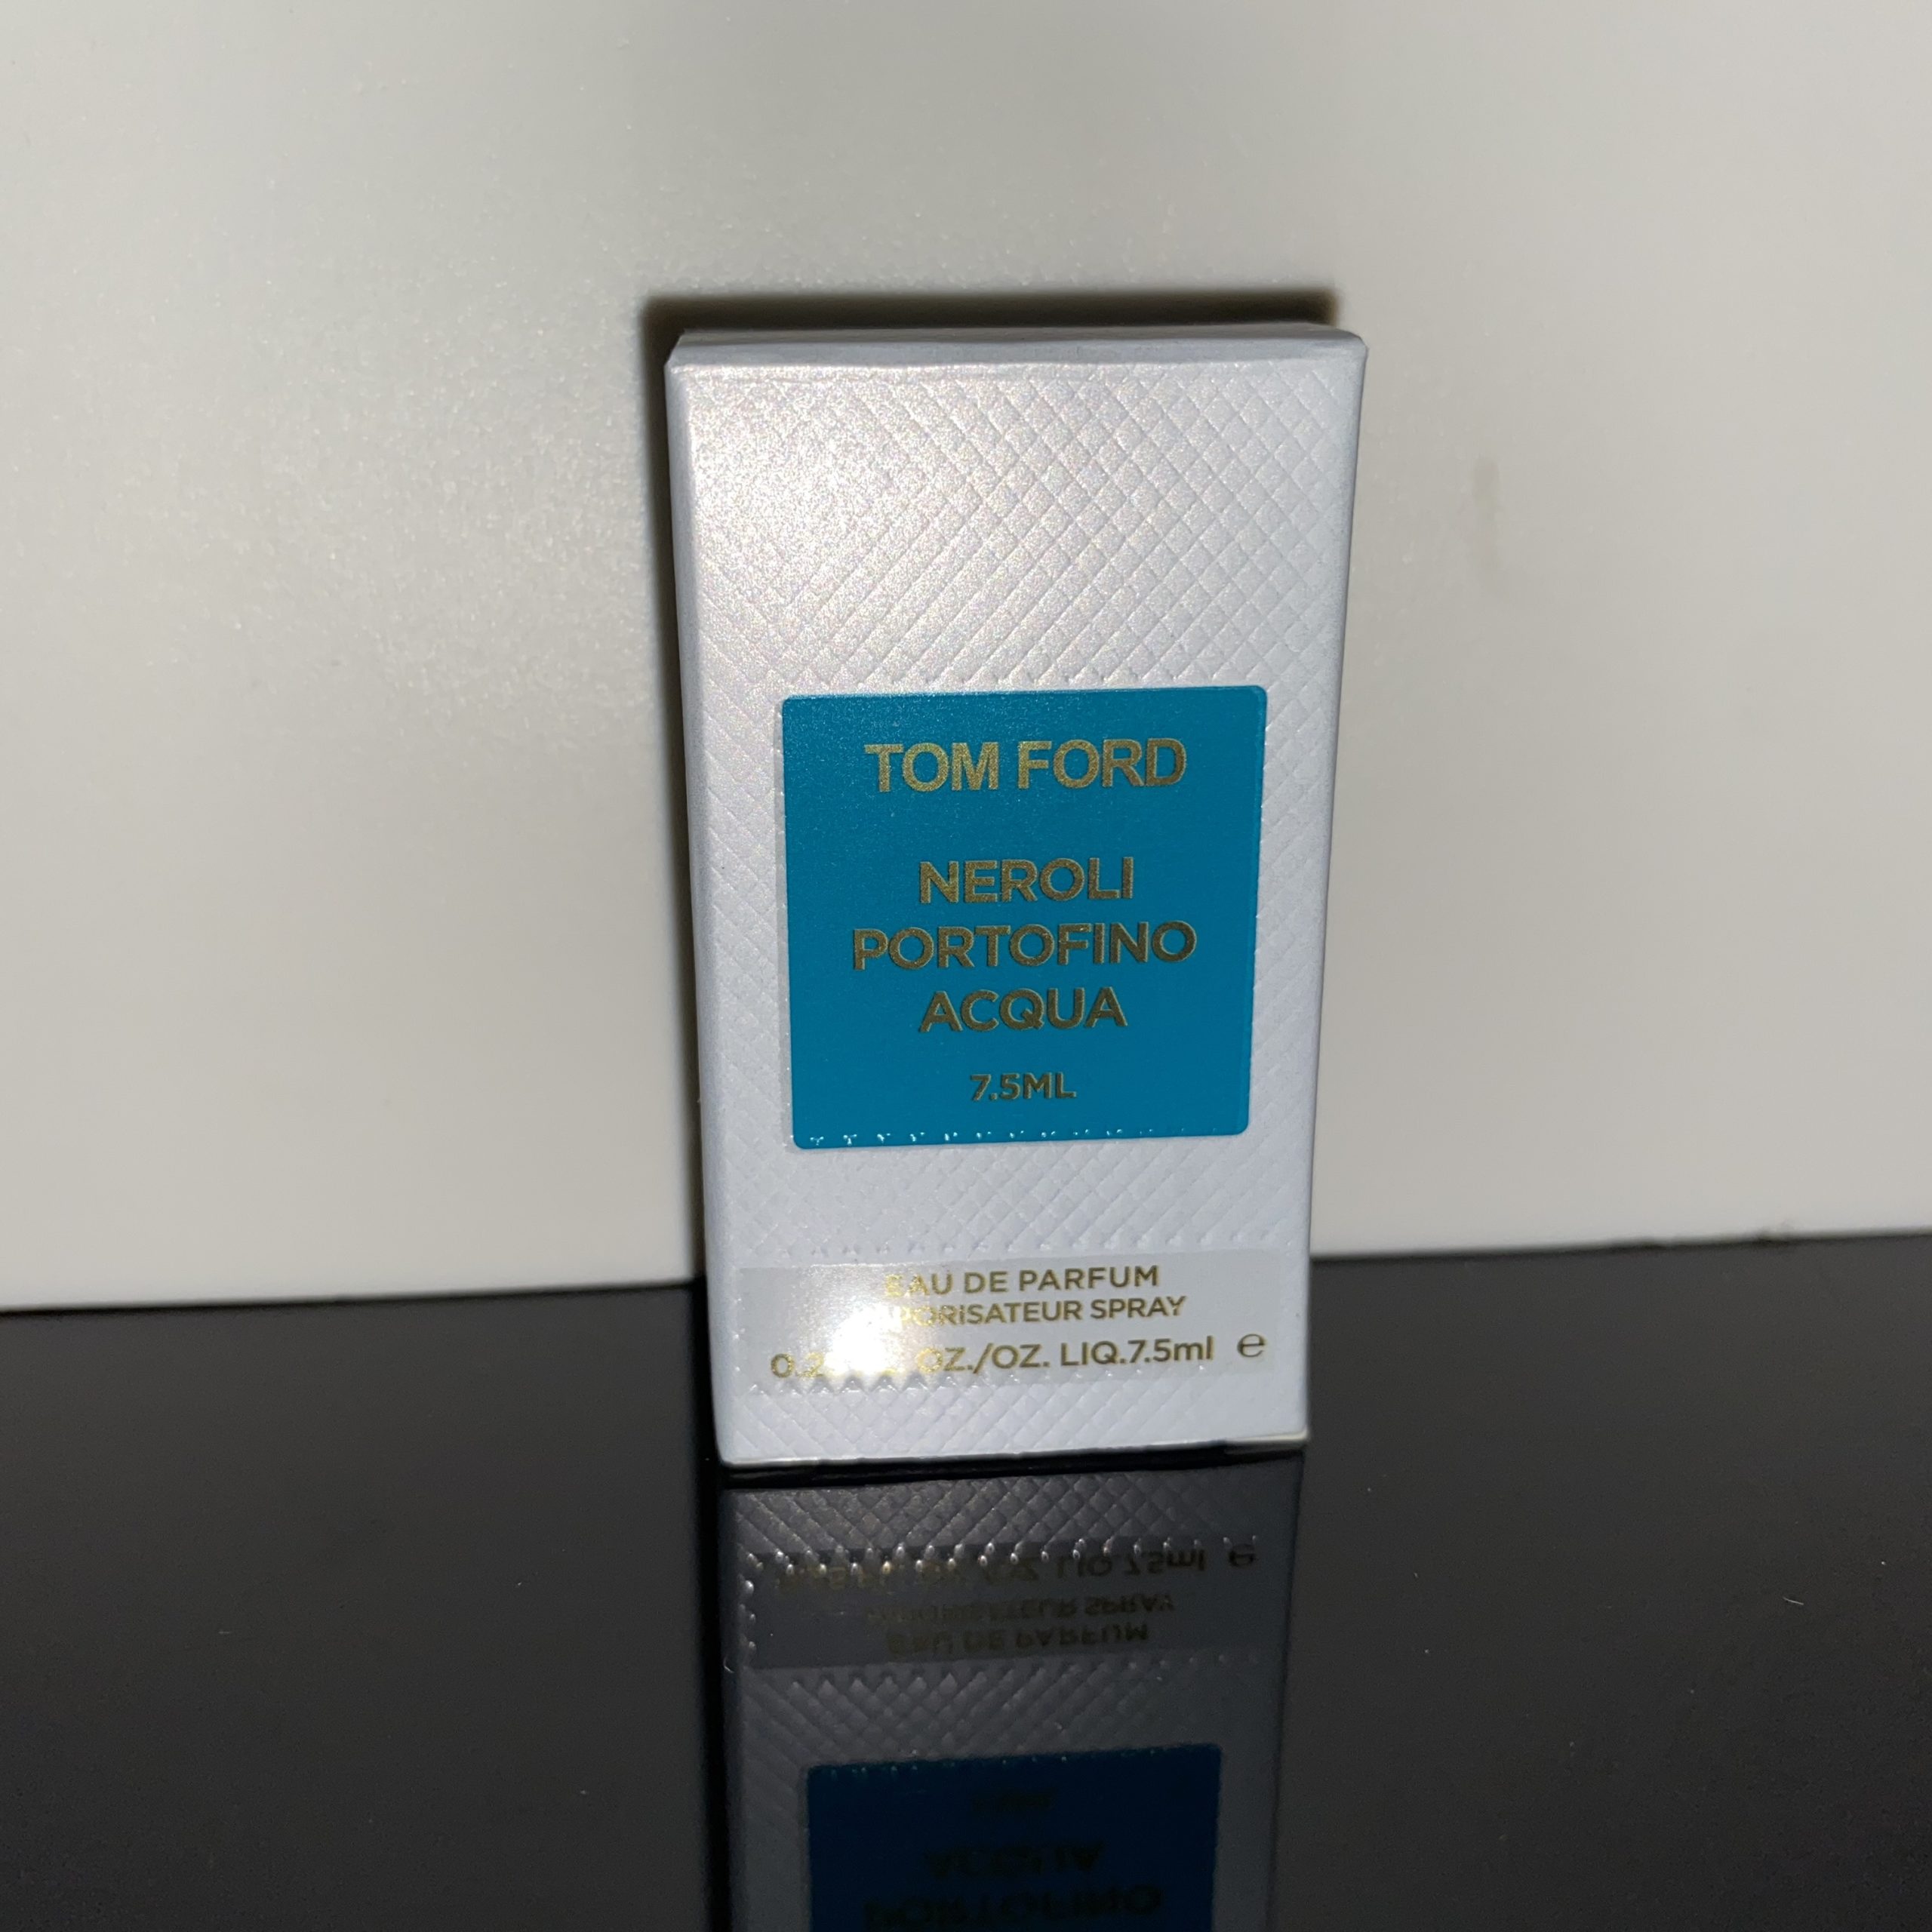 TOM FORD
NEROLI
PORTOFINO
ACQUA
7.5ML
EAU DE PARFUM
SPRAY
OZ./OZ. LIQ.7.5ml ℮